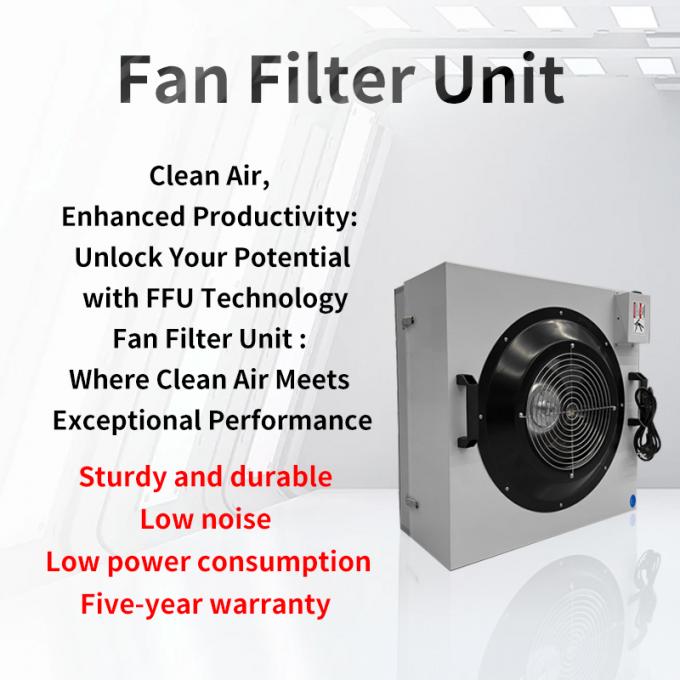 Fan Filter Unit
Clean Air,
Enhanced Productivity:
Unlock Your Potential
with FFU Technology
Fan Filter Unit :
Where Clean Air Meets
Exceptional Performance
Sturdy and durable
Low noise
Low power consumption
Five-year warranty